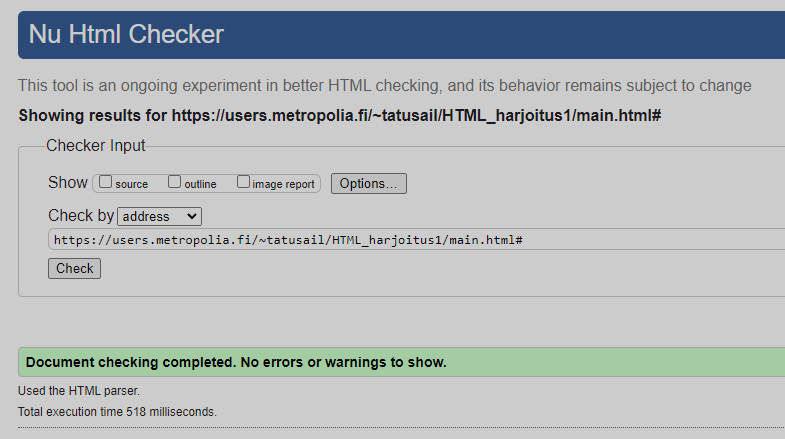 Nu Html Checker
This tool is an ongoing experiment in better HTML checking, and its behavior remains subject to change
Showing results for https://users.metropolia.fi/~tatusail/HTML_harjoitus1/main.html#
Checker Input
Show source outline image report Options...
Check by address
https://users.metropolia.fi/~tatusail/HTML_harjoitus1/main.html#
Check
Document checking completed. No errors or warnings to show.
Used the HTML parser.
Total execution time 518 milliseconds.